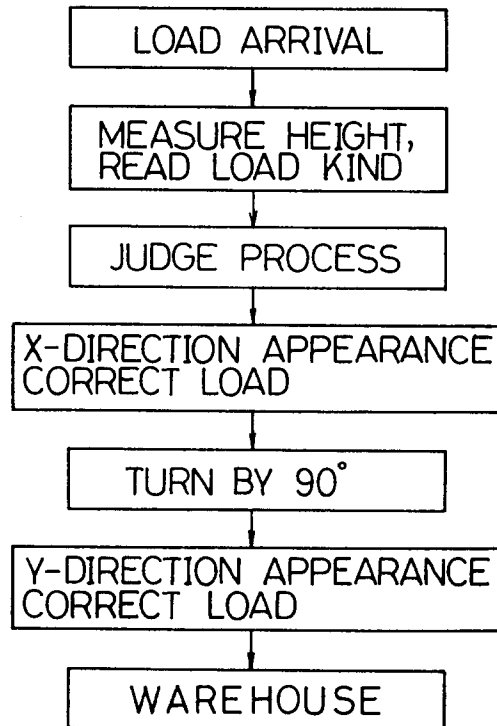 LOAD ARRIVAL
MEASURE HEIGHT,
READ LOAD KIND
JUDGE PROCESS
X-DIRECTION APPEARANCE
CORRECT LOAD
TURN BY 90°
Y-DIRECTION APPEARANCE
CORRECT LOAD
WAREHOUSE